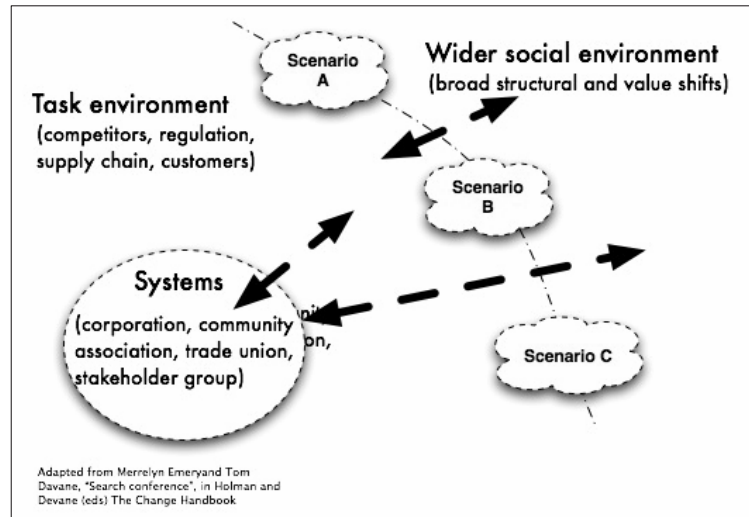 Scenario
A
Wider social environment
(broad structural and value shifts)
Task environment
(competitors, regulation,
supply chain, customers)
Scenario
B
Systems
(corporation, community
association, trade union,
stakeholder group)
Scenario C
Adapted from Merrelyn Emeryand Tom
Davane, "Search conference", in Holman and
Devane (eds) The Change Handbook